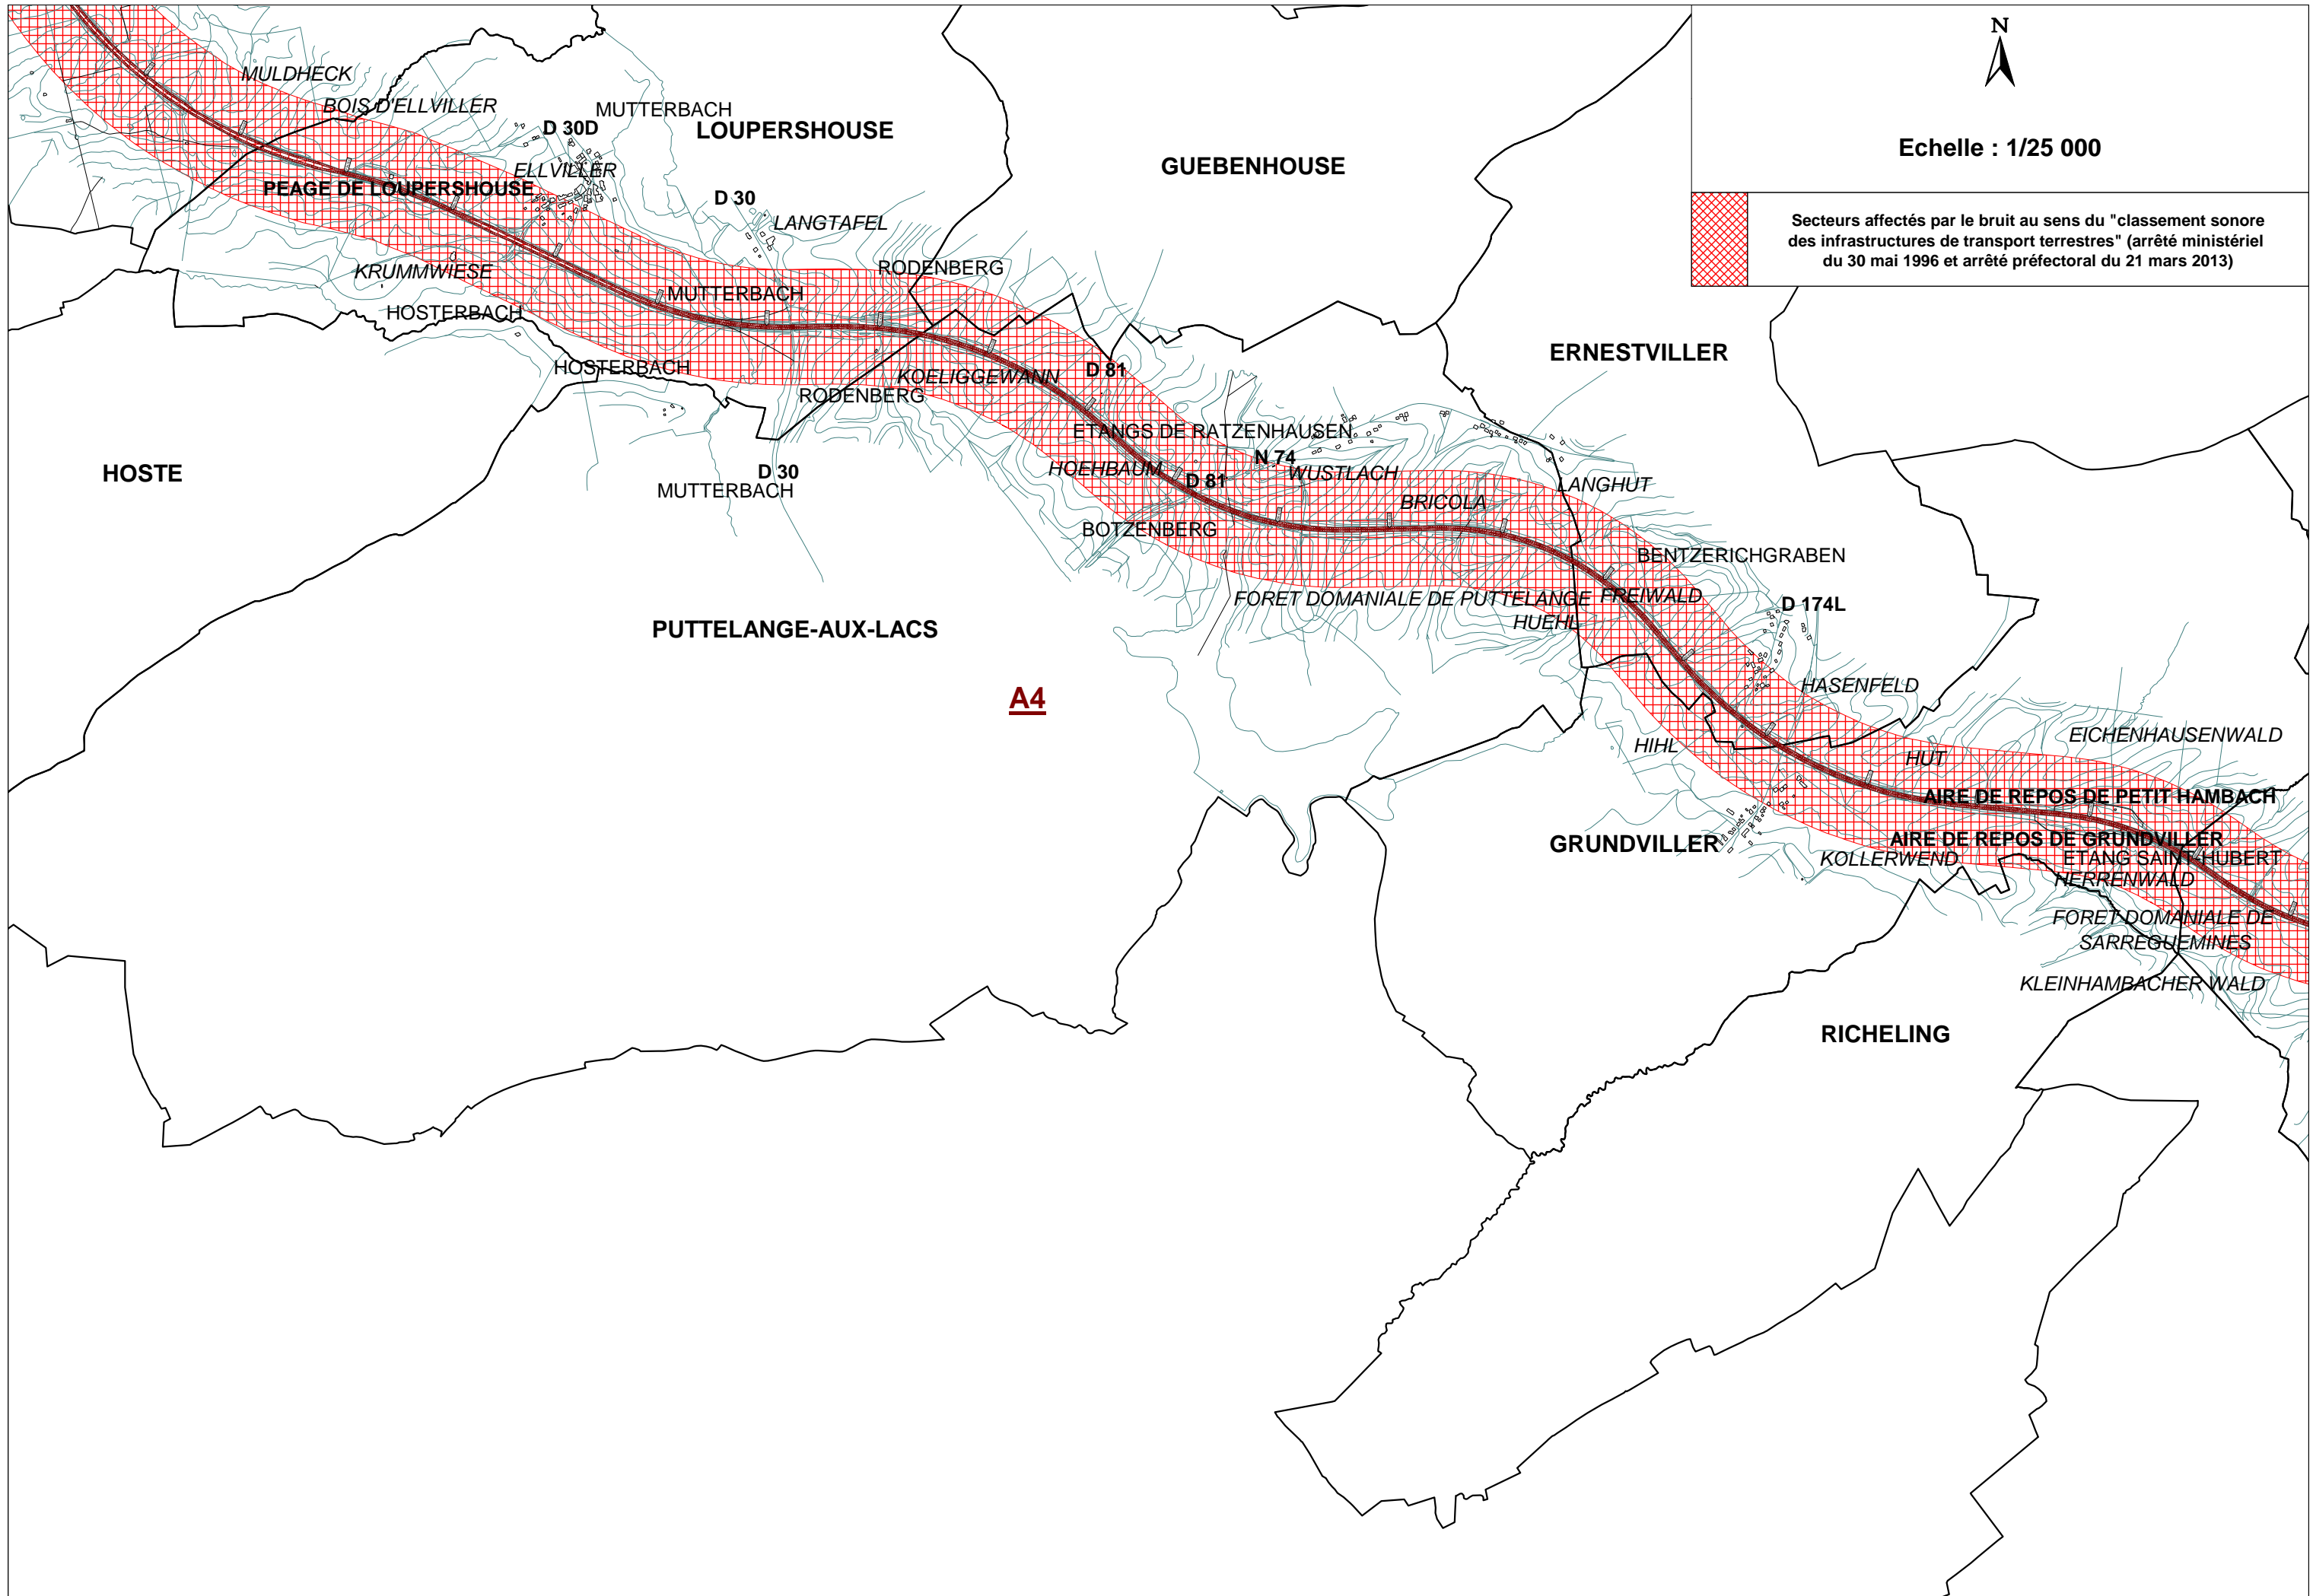 N
Echelle : 1/25 000
Secteurs affectés par le bruit au sens du "classement sonore
des infrastructures de transport terrestres" (arrêté ministériel
du 30 mai 1996 et arrêté préfectoral du 21 mars 2013)
MULDHECK
BOIS D'ELLVILLER
MUTTERBACH
D 30D
LOUPERSHOUSE
GUEBENHOUSE
ELLVILLER
PEAGE DE LOUPERSHOUSE
D 30
LANGTAFEL
KRUMMWIESE
RODENBERG
MUTTERBACH
HOSTERBACH
ERNESTVILLER
HOSTERBACH
KOELIGGEWANN
D 81
RODENBERG
ETANGS DE RATZENHAUSEN
HOSTE
D 30
MUTTERBACH
HOEHBAUM
N 74
D 81
WUSTLACH
LANGHUT
BRICOLA
BOTZENBERG
BENTZERICHGRABEN
FORET DOMANIALE DE PUTTELANGE
FREIWALD
D 174L
HUEHL
PUTTELANGE-AUX-LACS
A4
HASENFELD
HIHL
EICHENHAUSENWALD
HUT
AIRE DE REPOS DE PETIT HAMBACH
GRUNDVILLER
AIRE DE REPOS DE GRUNDVILLER
KOLLERWEND
ETANG SAINT-HUBERT
HERRENWALD
FORET DOMANIALE DE
SARREGUEMINES
KLEINHAMBACHER WALD
RICHELING